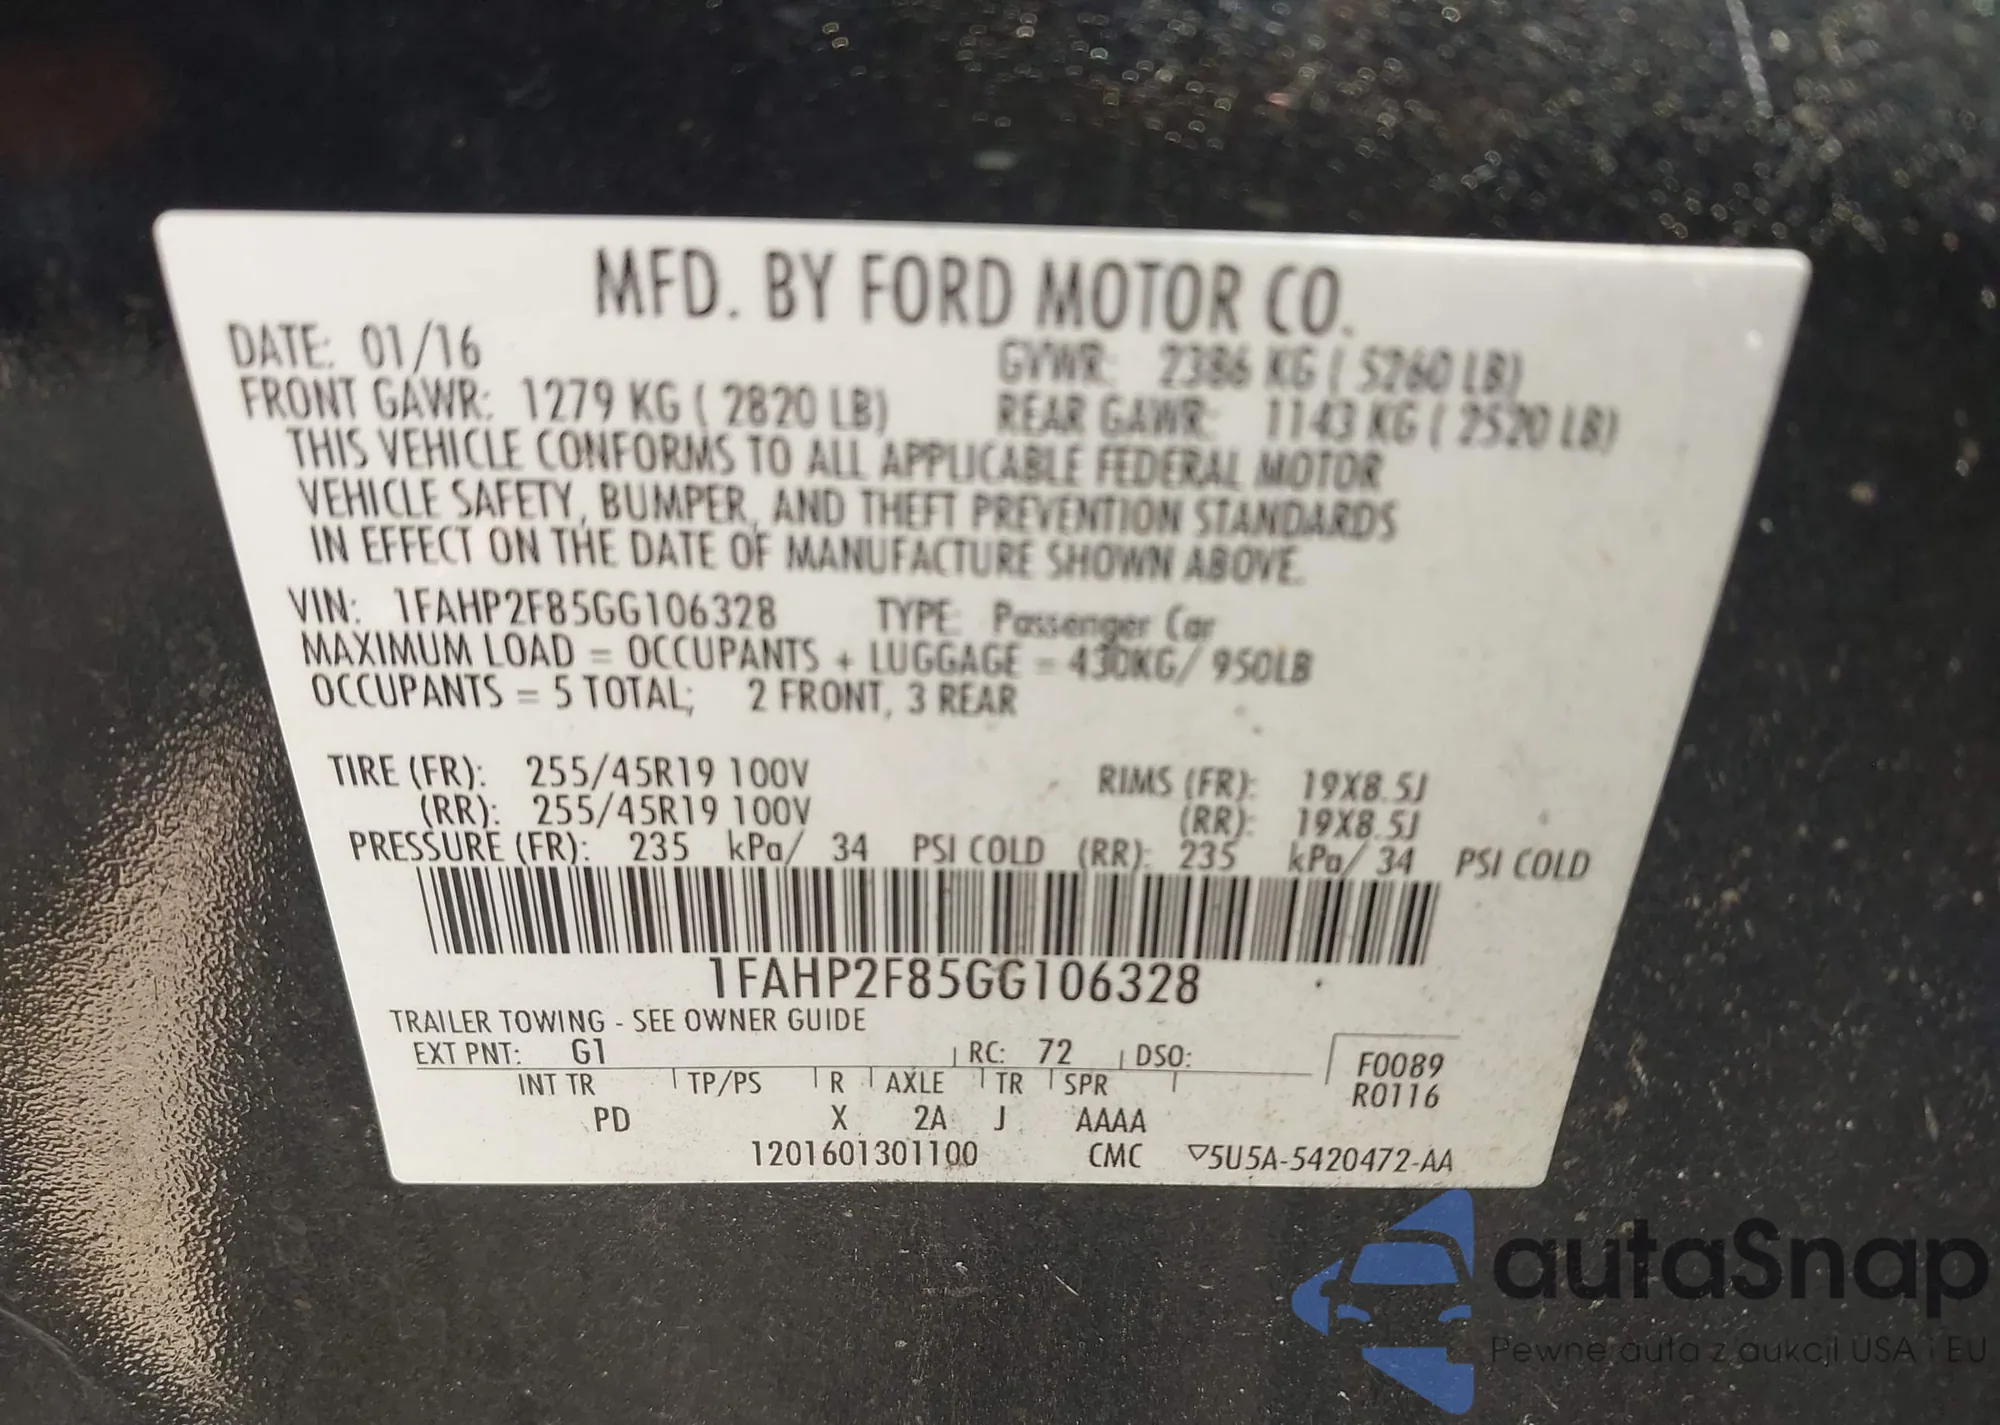 MFD. BY FORD MOTOR CO.
DATE: 01/16 GVWR: 2386 KG ( 5260 LB)
FRONT GAWR: 1279 KG ( 2820 LB) REAR GAWR: 1143 KG ( 2520 LB)
THIS VEHICLE CONFORMS TO ALL APPLICABLE FEDERAL MOTOR
VEHICLE SAFETY, BUMPER, AND THEFT PREVENTION STANDARDS
IN EFFECT ON THE DATE OF MANUFACTURE SHOWN ABOVE.
VIN: 1FAHP2F85GG106328 TYPE: Passenger Car
MAXIMUM LOAD = OCCUPANTS + LUGGAGE = 430KG/ 950LB
OCCUPANTS = 5 TOTAL; 2 FRONT, 3 REAR
TIRE (FR): 255/45R19 100V RIMS (FR): 19X8.5J
(RR): 255/45R19 100V (RR): 19X8.5J
PRESSURE (FR): 235 kPa/ 34 PSI COLD (RR): 235 kPa/ 34 PSI COLD
1FAHP2F85GG106328
TRAILER TOWING - SEE OWNER GUIDE
EXT PNT: G1 RC: 72 DSO: F0089
INT TR TP/PS R AXLE TR SPR R0116
PD X 2A J AAAA
1201601301100 CMC ▽5U5A-5420472-AA
autaSnap
Pewne auta z aukcji USA i EU